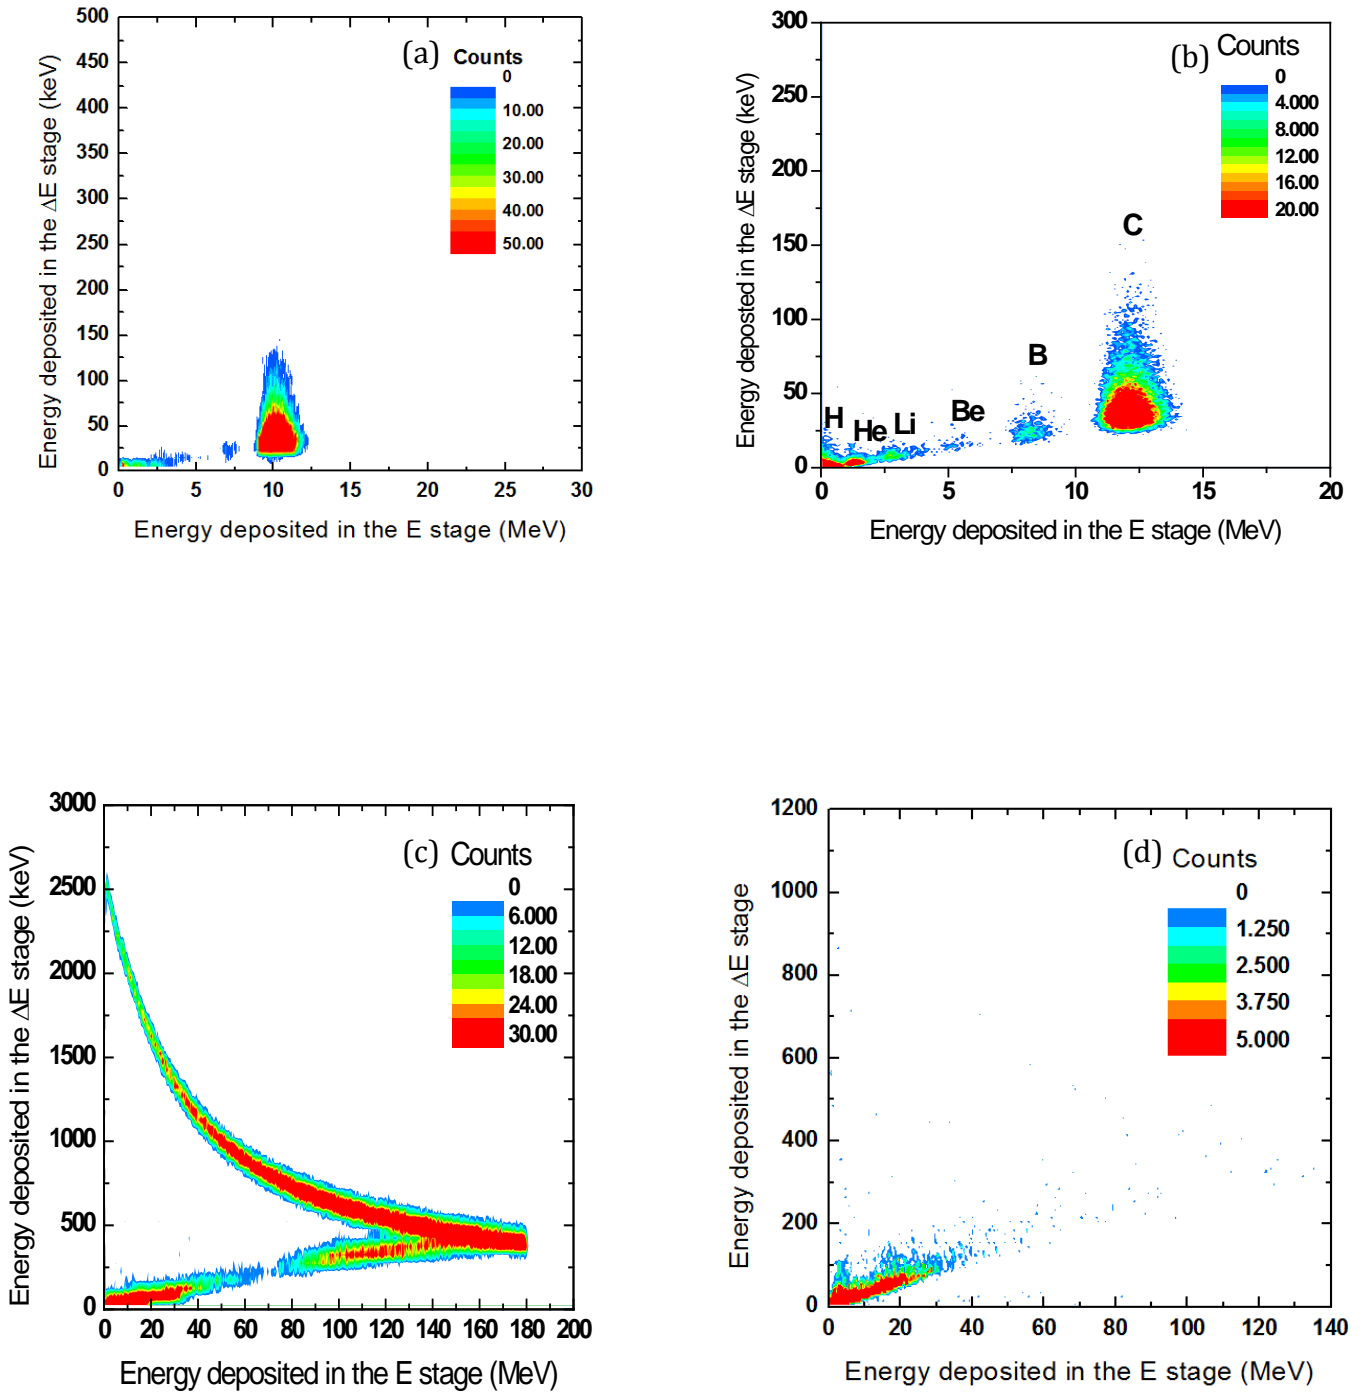 (a) Counts
0
10.00
20.00
30.00
40.00
50.00
500
450
400
350
300
250
200
150
100
50
0
Energy deposited in the ΔE stage (keV)
0 5 10 15 20 25 30
Energy deposited in the E stage (MeV)
(b) Counts
0
4.000
8.000
12.00
16.00
20.00
300
250
200
150
100
50
0
Energy deposted in the ΔE stage (keV)
C
B
Be
Li
He
H
0 5 10 15 20
Energy deposited in the E stage (MeV)
(c) Counts
0
6.000
12.00
18.00
24.00
30.00
3000
2500
2000
1500
1000
500
0
Energy deposited in the ΔE stage (keV)
0 20 40 60 80 100 120 140 160 180 200
Energy deposited in the E stage (MeV)
(d) Counts
0
1.250
2.500
3.750
5.000
1200
1000
800
600
400
200
0
Energy deposited in the ΔE stage
0 20 40 60 80 100 120 140
Energy deposited in the E stage (MeV)